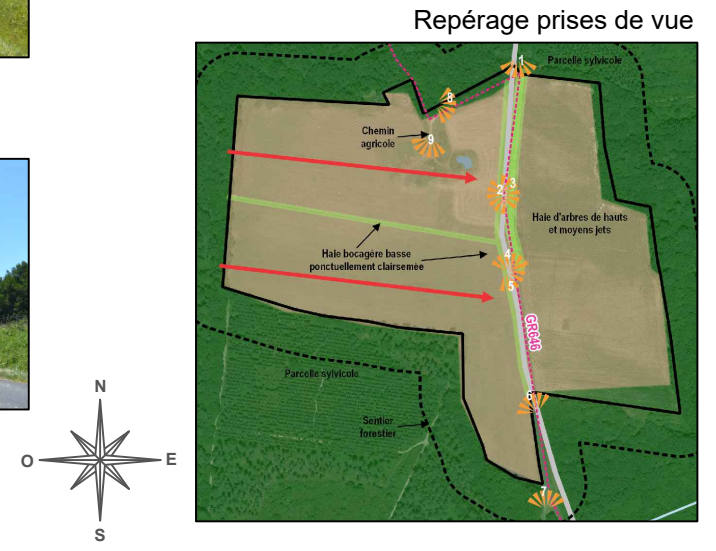 Repérage prises de vue
1
Parcelle sylvicole
8
Chemin
agricole
9
2
3
Haie d'arbres de hauts
et moyens jets
4
Haie bocagère basse
ponctuellement clairsemée
5
GR646
Parcelle sylvicole
6
Sentier
forestier
7
N
O
E
S